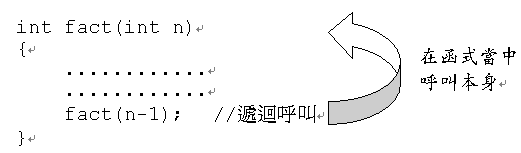 int fact(int n)
{
............
............
fact(n-1); //遞迴呼叫
}
在函式當中
呼叫本身